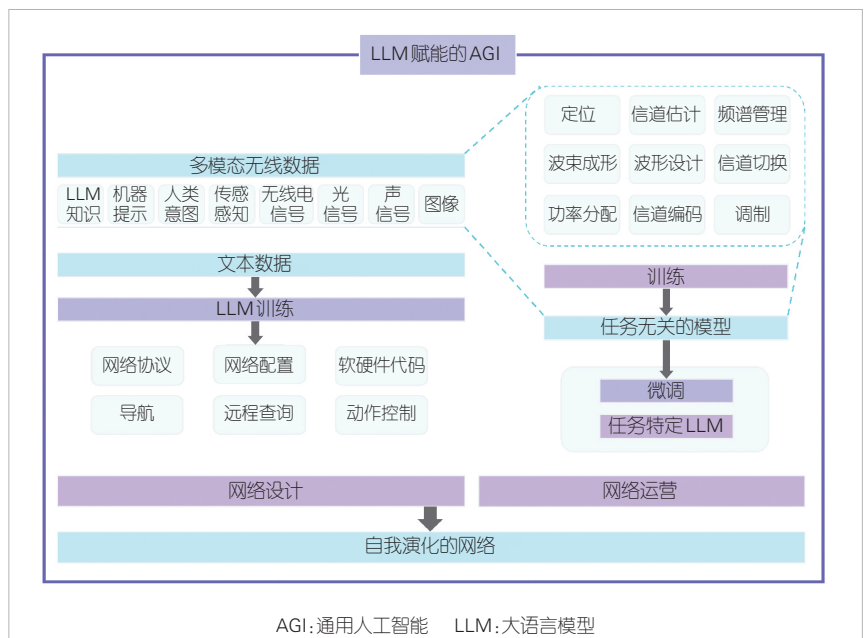 LLM赋能的AGI
多模态无线数据
LLM 机器 人类 传感 无线电 光 声 图像
知识 提示 意图 感知 信号 信号 信号
文本数据
LLM训练
网络协议 网络配置 软硬件代码
导航 远程查询 动作控制
定位 信道估计 频谱管理
波束成形 波形设计 信道切换
功率分配 信道编码 调制
训练
任务无关的模型
微调
任务特定LLM
网络设计 网络运营
自我演化的网络
AGI:通用人工智能 LLM:大语言模型